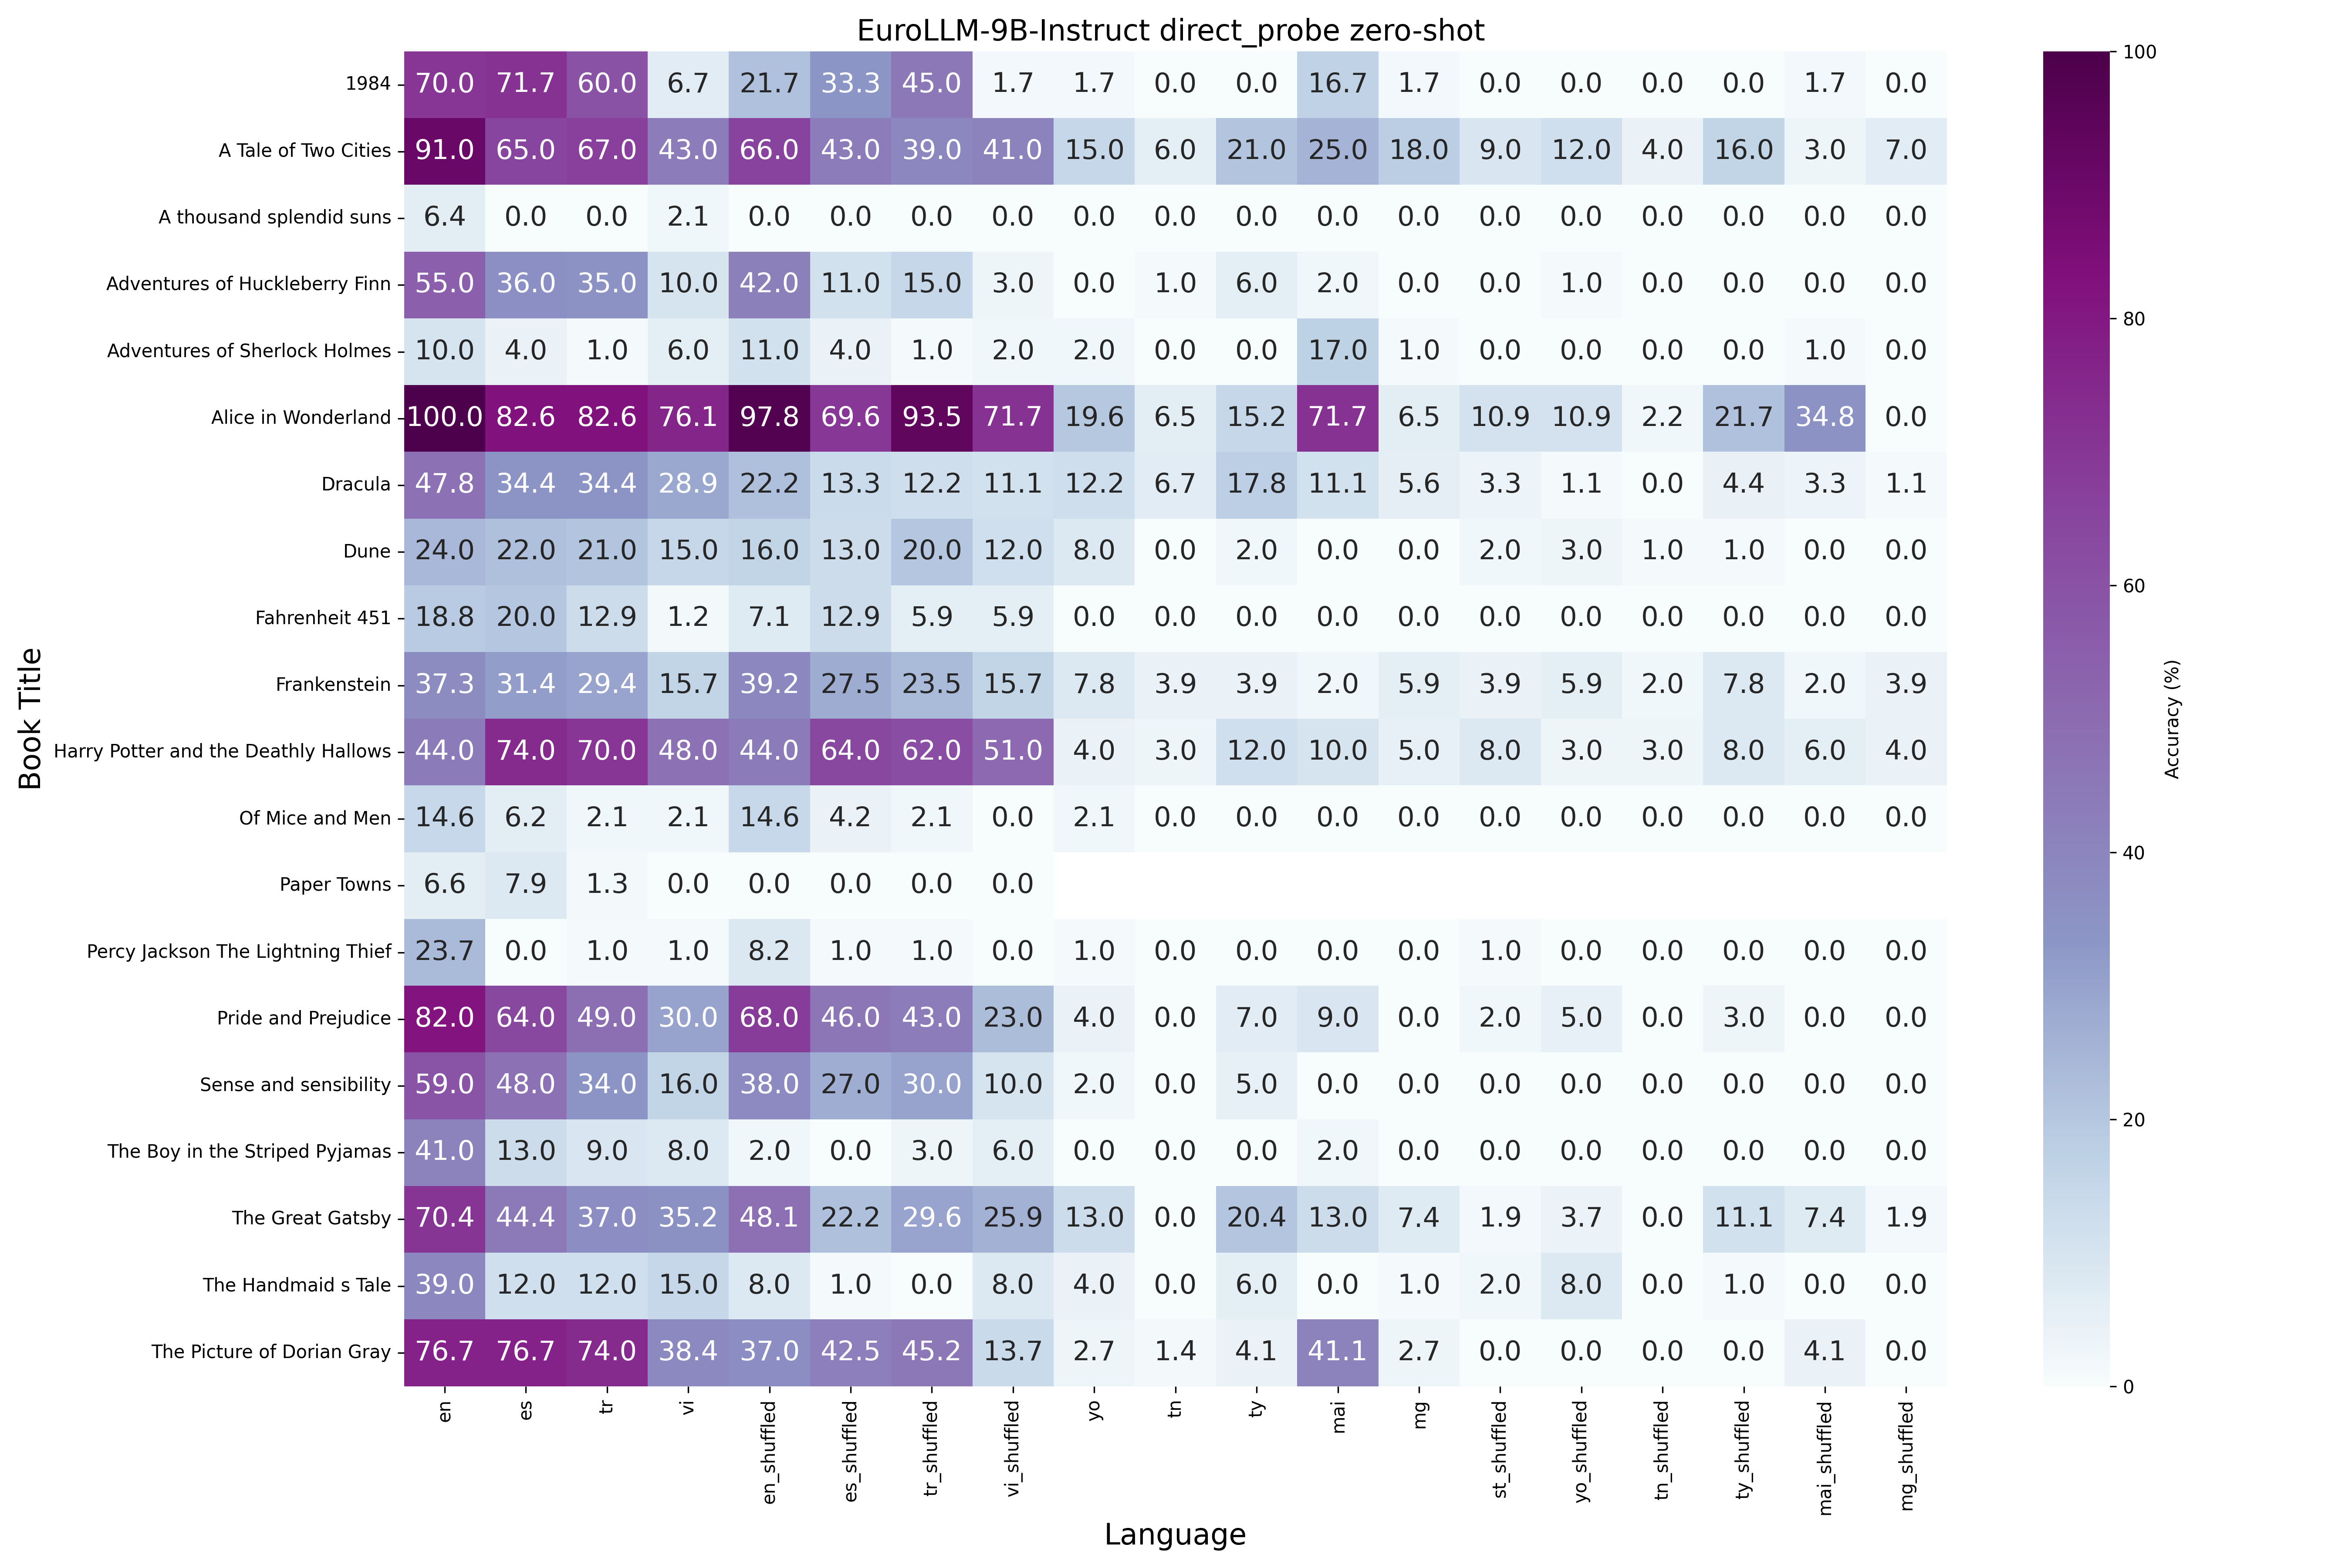 EuroLLM-9B-Instruct direct_probe zero-shot
1984 70.0 71.7 60.0 6.7 21.7 33.3 45.0 1.7 1.7 0.0 0.0 16.7 1.7 0.0 0.0 0.0 0.0 1.7 0.0
A Tale of Two Cities 91.0 65.0 67.0 43.0 66.0 43.0 39.0 41.0 15.0 6.0 21.0 25.0 18.0 9.0 12.0 4.0 16.0 3.0 7.0
A thousand splendid suns 6.4 0.0 0.0 2.1 0.0 0.0 0.0 0.0 0.0 0.0 0.0 0.0 0.0 0.0 0.0 0.0 0.0 0.0 0.0
Adventures of Huckleberry Finn 55.0 36.0 35.0 10.0 42.0 11.0 15.0 3.0 0.0 1.0 6.0 2.0 0.0 0.0 1.0 0.0 0.0 0.0 0.0
Adventures of Sherlock Holmes 10.0 4.0 1.0 6.0 11.0 4.0 1.0 2.0 2.0 0.0 0.0 17.0 1.0 0.0 0.0 0.0 0.0 1.0 0.0
Alice in Wonderland 100.0 82.6 82.6 76.1 97.8 69.6 93.5 71.7 19.6 6.5 15.2 71.7 6.5 10.9 10.9 2.2 21.7 34.8 0.0
Dracula 47.8 34.4 34.4 28.9 22.2 13.3 12.2 11.1 12.2 6.7 17.8 11.1 5.6 3.3 1.1 0.0 4.4 3.3 1.1
Dune 24.0 22.0 21.0 15.0 16.0 13.0 20.0 12.0 8.0 0.0 2.0 0.0 0.0 2.0 3.0 1.0 1.0 0.0 0.0
Fahrenheit 451 18.8 20.0 12.9 1.2 7.1 12.9 5.9 5.9 0.0 0.0 0.0 0.0 0.0 0.0 0.0 0.0 0.0 0.0 0.0
Frankenstein 37.3 31.4 29.4 15.7 39.2 27.5 23.5 15.7 7.8 3.9 3.9 2.0 5.9 3.9 5.9 2.0 7.8 2.0 3.9
Harry Potter and the Deathly Hallows 44.0 74.0 70.0 48.0 44.0 64.0 62.0 51.0 4.0 3.0 12.0 10.0 5.0 8.0 3.0 3.0 8.0 6.0 4.0
Of Mice and Men 14.6 6.2 2.1 2.1 14.6 4.2 2.1 0.0 2.1 0.0 0.0 0.0 0.0 0.0 0.0 0.0 0.0 0.0 0.0
Paper Towns 6.6 7.9 1.3 0.0 0.0 0.0 0.0 0.0
Percy Jackson The Lightning Thief 23.7 0.0 1.0 1.0 8.2 1.0 1.0 0.0 1.0 0.0 0.0 0.0 0.0 1.0 0.0 0.0 0.0 0.0 0.0
Pride and Prejudice 82.0 64.0 49.0 30.0 68.0 46.0 43.0 23.0 4.0 0.0 7.0 9.0 0.0 2.0 5.0 0.0 3.0 0.0 0.0
Sense and sensibility 59.0 48.0 34.0 16.0 38.0 27.0 30.0 10.0 2.0 0.0 5.0 0.0 0.0 0.0 0.0 0.0 0.0 0.0 0.0
The Boy in the Striped Pyjamas 41.0 13.0 9.0 8.0 2.0 0.0 3.0 6.0 0.0 0.0 0.0 2.0 0.0 0.0 0.0 0.0 0.0 0.0 0.0
The Great Gatsby 70.4 44.4 37.0 35.2 48.1 22.2 29.6 25.9 13.0 0.0 20.4 13.0 7.4 1.9 3.7 0.0 11.1 7.4 1.9
The Handmaid s Tale 39.0 12.0 12.0 15.0 8.0 1.0 0.0 8.0 4.0 0.0 6.0 0.0 1.0 2.0 8.0 0.0 1.0 0.0 0.0
The Picture of Dorian Gray 76.7 76.7 74.0 38.4 37.0 42.5 45.2 13.7 2.7 1.4 4.1 41.1 2.7 0.0 0.0 0.0 0.0 4.1 0.0
en es tr vi en_shuffled es_shuffled tr_shuffled vi_shuffled yo tn ty mai mg st_shuffled yo_shuffled tn_shuffled ty_shuffled mai_shuffled mg_shuffled
Language
Book Title
100
80
60
40
20
0
Accuracy (%)